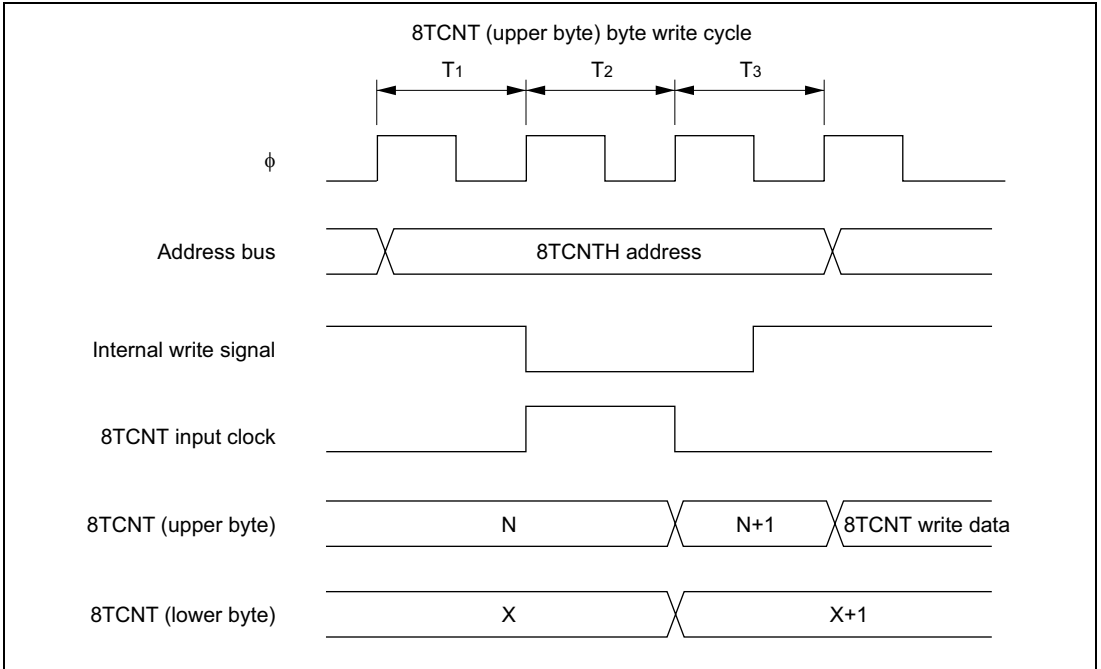 8TCNT (upper byte) byte write cycle
T1 T2 T3
ϕ
Address bus 8TCNTH address
Internal write signal
8TCNT input clock
8TCNT (upper byte) N N+1 8TCNT write data
8TCNT (lower byte) X X+1